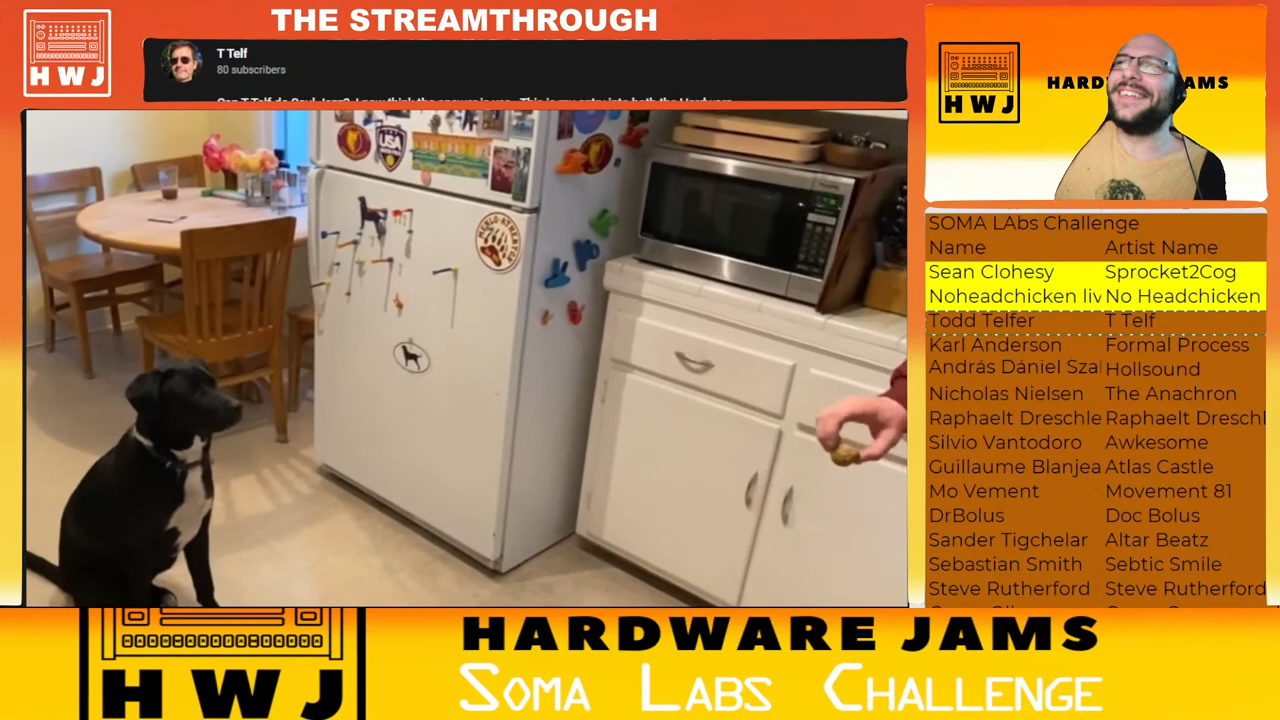 THE STREAMTHROUGH
HWJ
T Telf
80 subscribers
USA
HWJ
HARDWARE JAMS
SOMA LAbs Challenge
Name Artist Name
Sean Clohesy Sprocket2Cog
Noheadchicken liv No Headchicken
Todd Telfer T Telf
Karl Anderson Formal Process
András Dániel Sza Hollsound
Nicholas Nielsen The Anachron
Raphaelt Dreschle Raphaelt Dreschl
Silvio Vantodoro Awkesome
Guillaume Blanjea Atlas Castle
Mo Vement Movement 81
DrBolus Doc Bolus
Sander Tigchelar Altar Beatz
Sebastian Smith Sebtic Smile
Steve Rutherford Steve Rutherford
HWJ
HARDWARE JAMS
SOMA LABS CHALLENGE